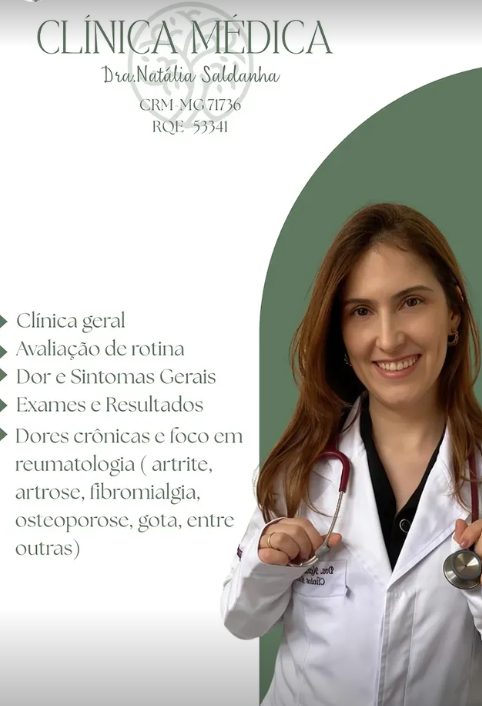 CLÍNICA MÉDICA
Dra.Natália Saldanha
CRM-MG 71736
RQE 53341
Clínica geral
Avaliação de rotina
Dor e Sintomas Gerais
Exames e Resultados
Dores crônicas e foco em
reumatologia ( artrite,
artrose, fibromialgia,
osteoporose, gota, entre
outras)